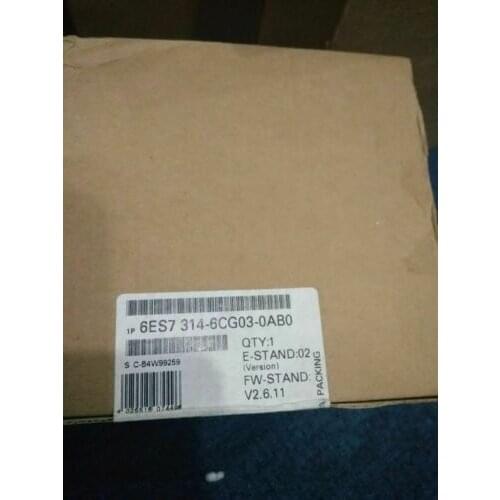 1P 6ES7 314-6CG03-0AB0
QTY:1
E-STAND:02
(Version)
FW-STAND:
V2.6.11
S C-B4W99259
PACKING